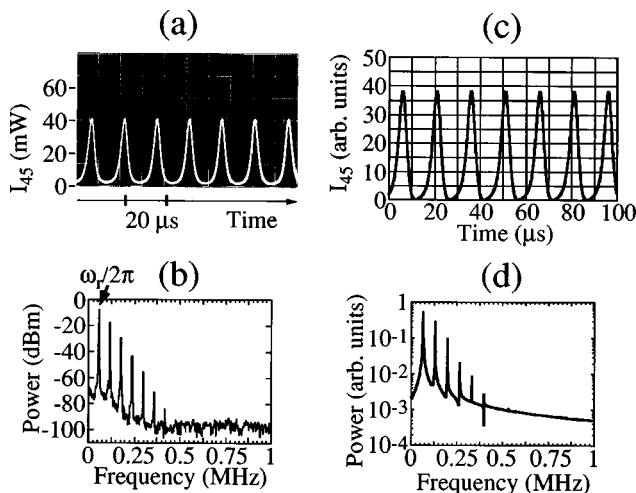 (a)
I45 (mW)
60
40
20
0
20 μs
Time
(c)
I45 (arb. units)
50
40
30
20
10
0
0 20 40 60 80 100
Time (μs)
(b)
ωr/2π
Power (dBm)
0
-20
-40
-60
-80
-100
0 0.25 0.5 0.75 1
Frequency (MHz)
(d)
Power (arb. units)
1
10-1
10-2
10-3
10-4
0 0.25 0.5 0.75 1
Frequency (MHz)